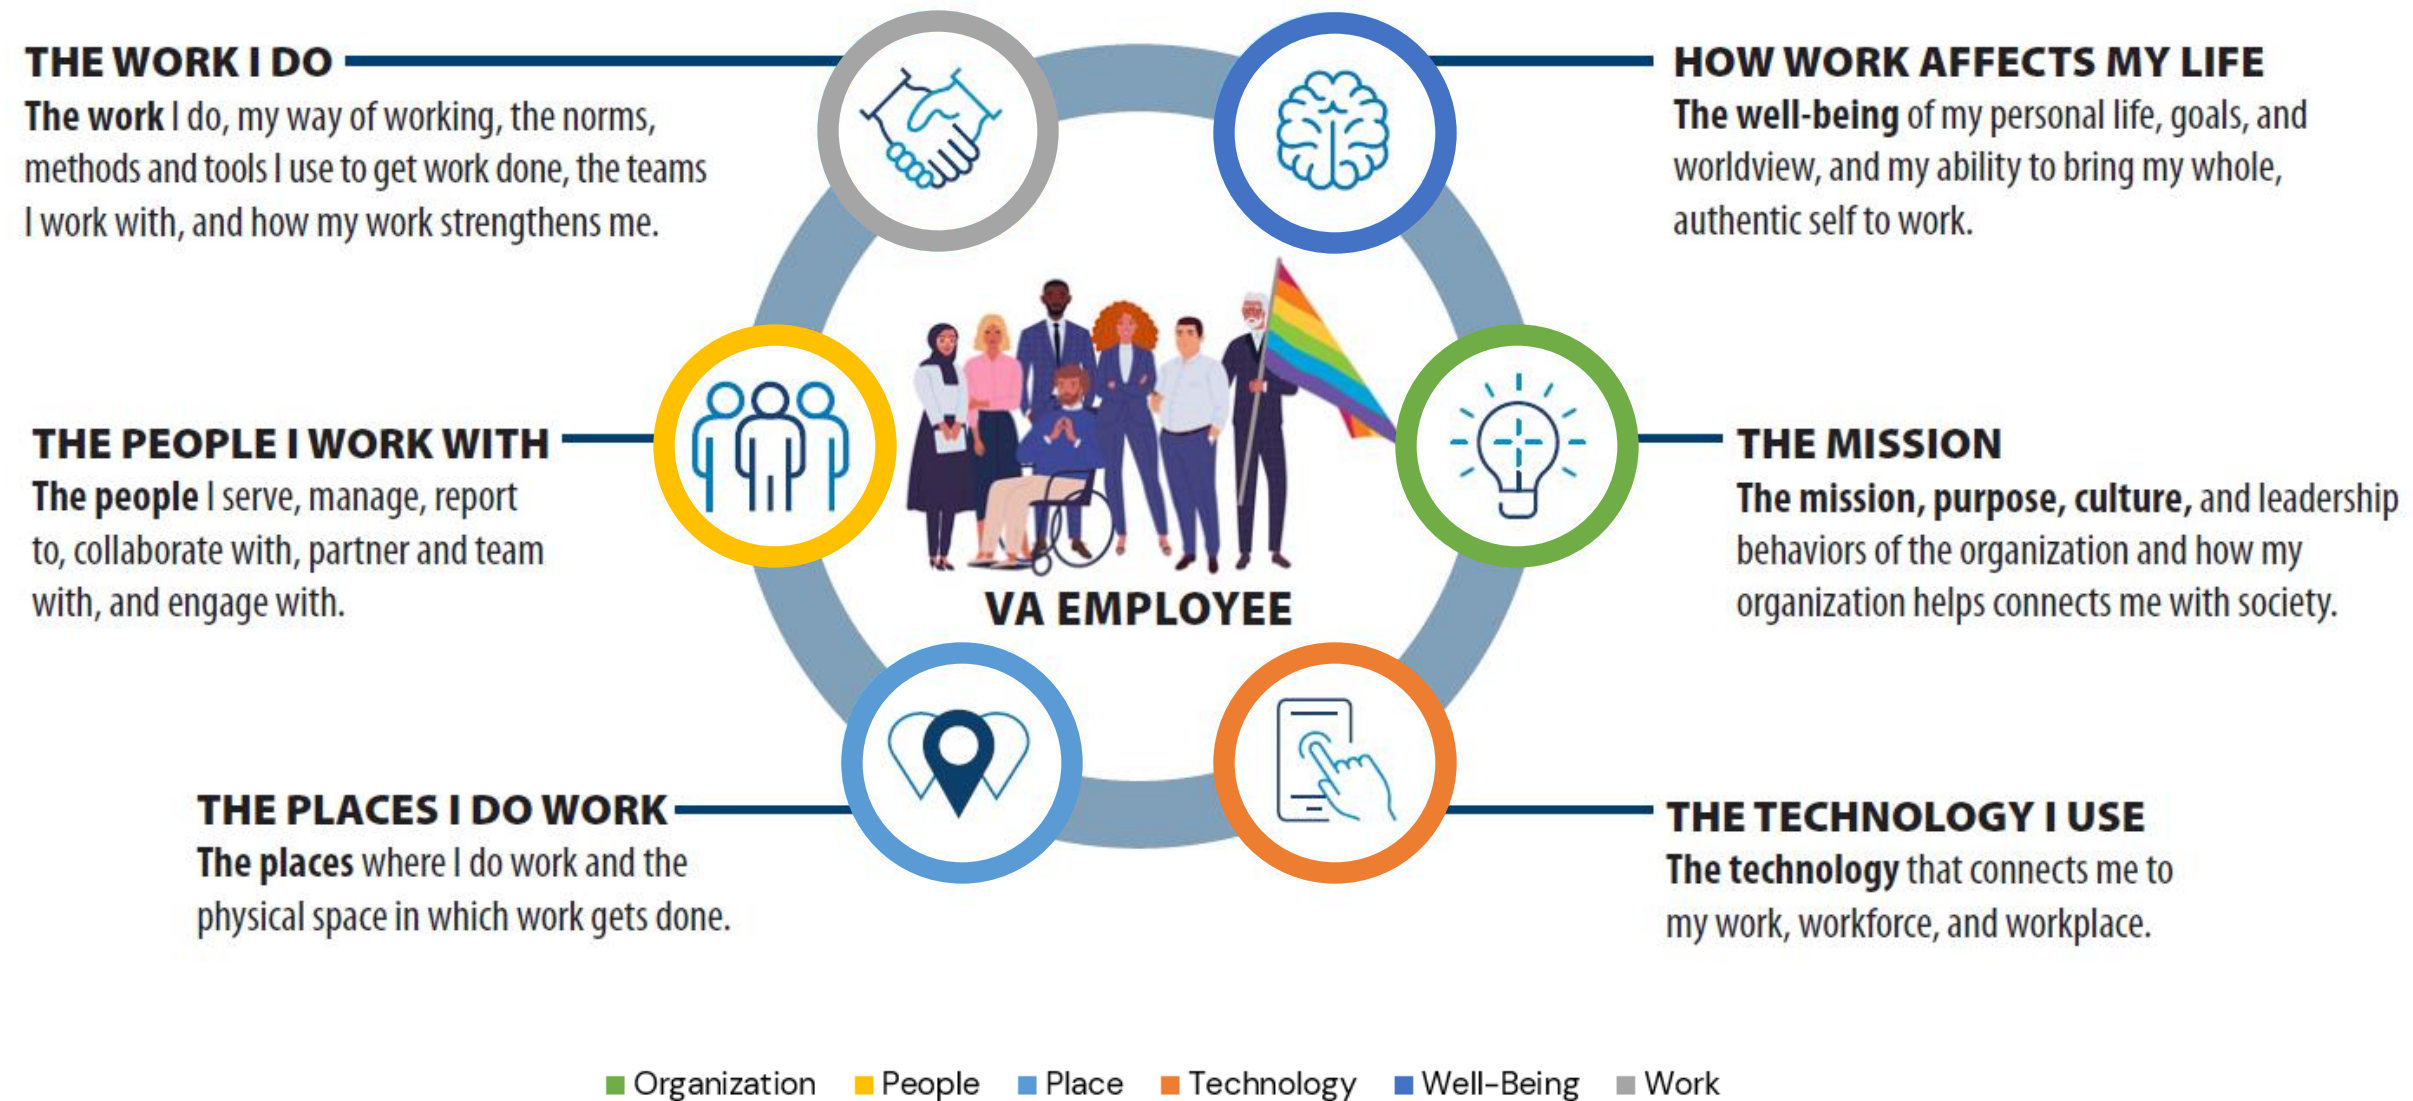 THE WORK I DO
The work I do, my way of working, the norms,
methods and tools I use to get work done, the teams
I work with, and how my work strengthens me.
HOW WORK AFFECTS MY LIFE
The well-being of my personal life, goals, and
worldview, and my ability to bring my whole,
authentic self to work.
THE PEOPLE I WORK WITH
The people I serve, manage, report
to, collaborate with, partner and team
with, and engage with.
VA EMPLOYEE
THE MISSION
The mission, purpose, culture, and leadership
behaviors of the organization and how my
organization helps connects me with society.
THE PLACES I DO WORK
The places where I do work and the
physical space in which work gets done.
THE TECHNOLOGY I USE
The technology that connects me to
my work, workforce, and workplace.
Organization People Place Technology Well-Being Work